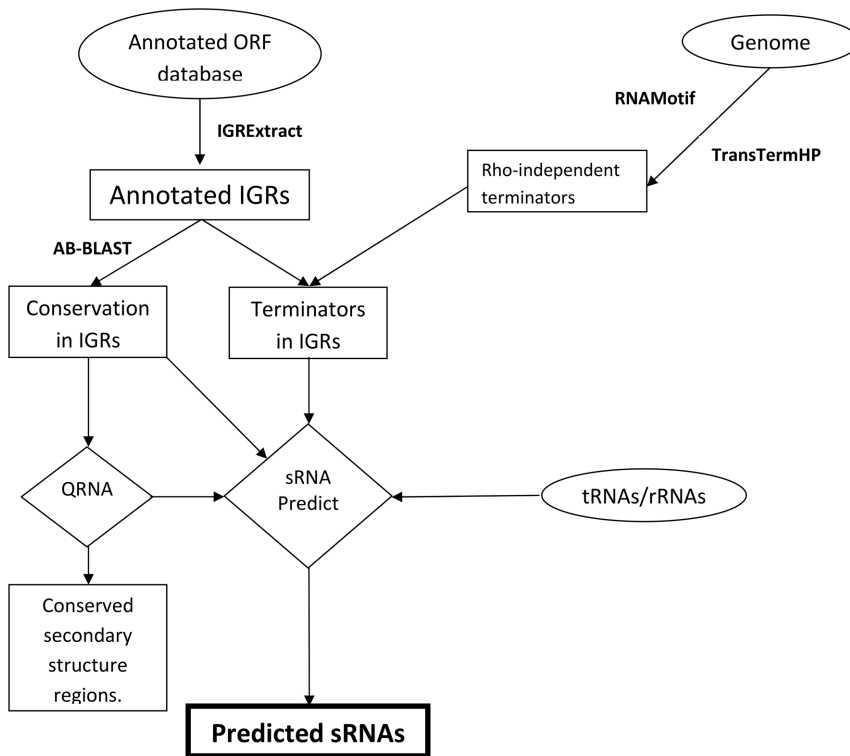 Annotated ORF
database
Genome
IGRExtract
RNAMotif
TransTermHP
Rho-independent
terminators
Annotated IGRs
AB-BLAST
Conservation
in IGRs
Terminators
in IGRs
QRNA
sRNA
Predict
tRNAs/rRNAs
Conserved
secondary
structure
regions.
Predicted sRNAs